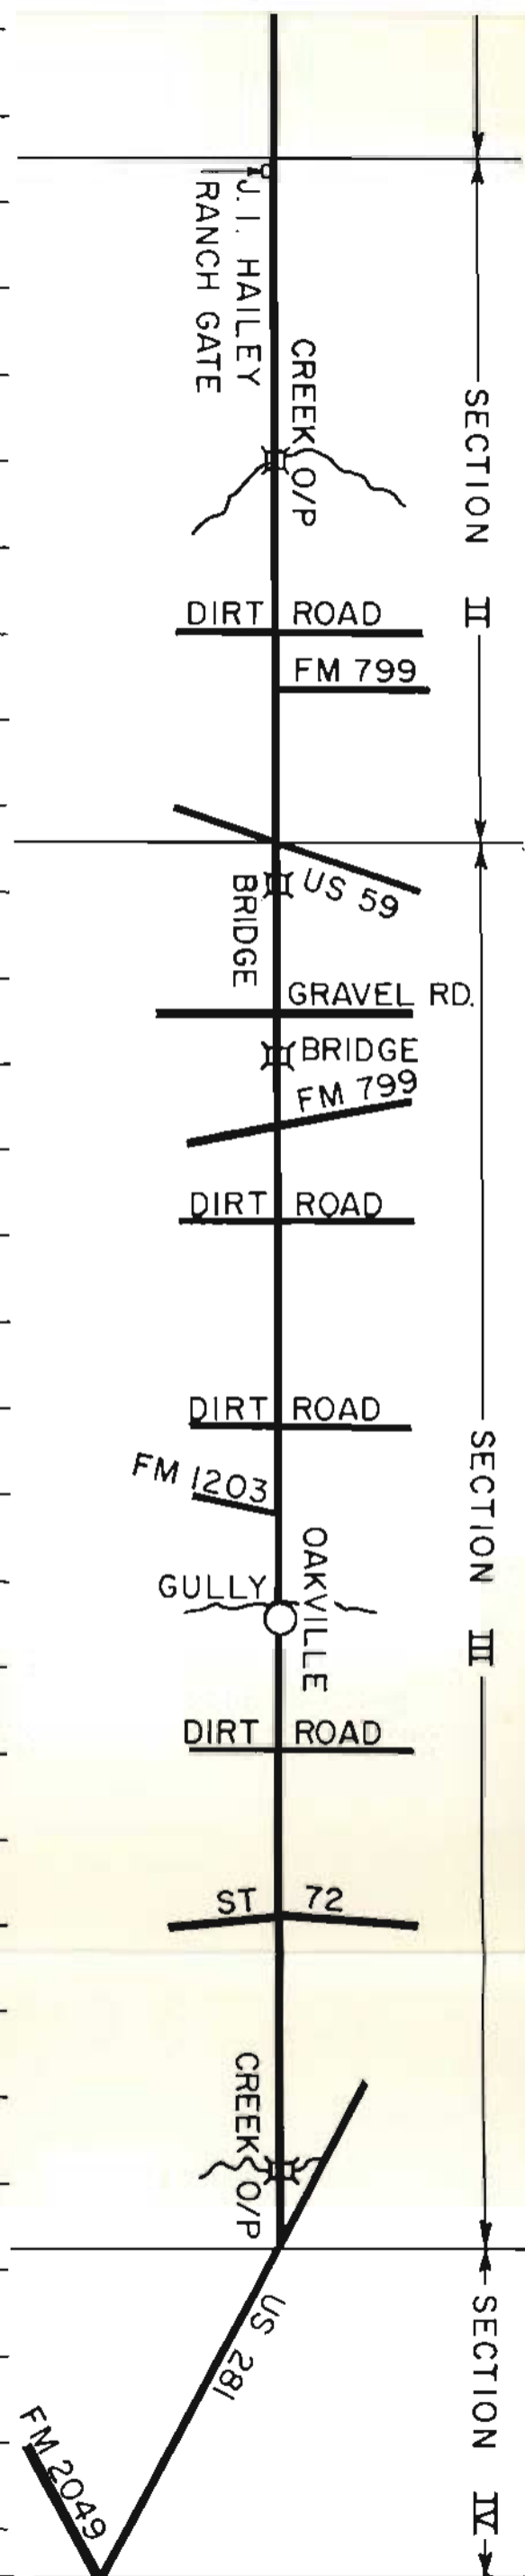 J. I. HAILEY
RANCH GATE
CREEK O/P
SECTION II
DIRT ROAD
FM 799
US 59
BRIDGE
GRAVEL RD.
BRIDGE
FM 799
DIRT ROAD
DIRT ROAD
FM 1203
SECTION III
OAKVILLE
GULLY
DIRT ROAD
ST 72
CREEK O/P
US 281
SECTION IV
FM 2049